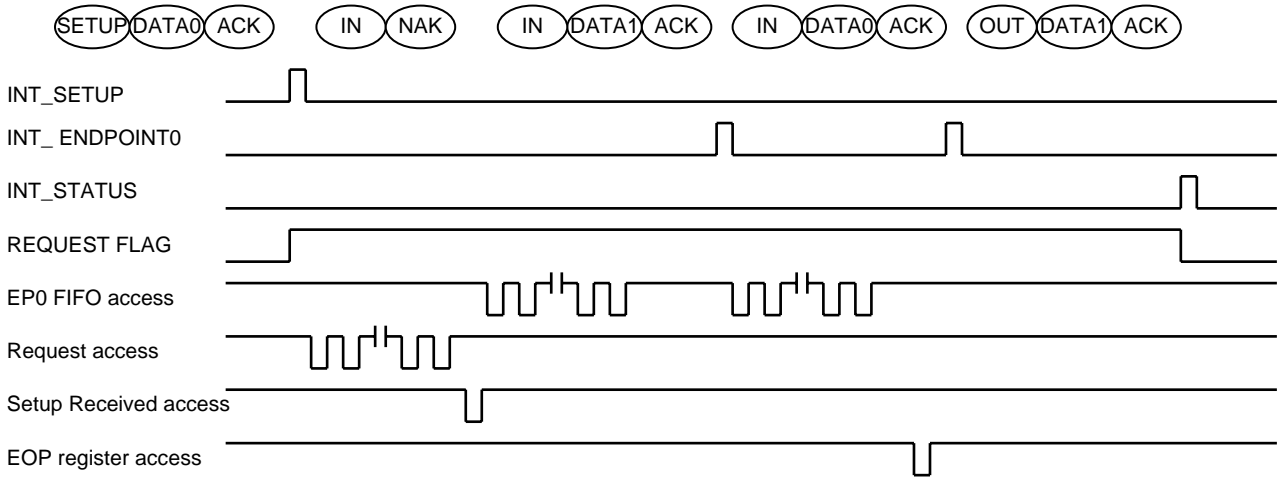 SETUP DATA0 ACK IN NAK IN DATA1 ACK IN DATA0 ACK OUT DATA1 ACK
INT_SETUP
INT_ ENDPOINT0
INT_STATUS
REQUEST FLAG
EP0 FIFO access
Request access
Setup Received access
EOP register access